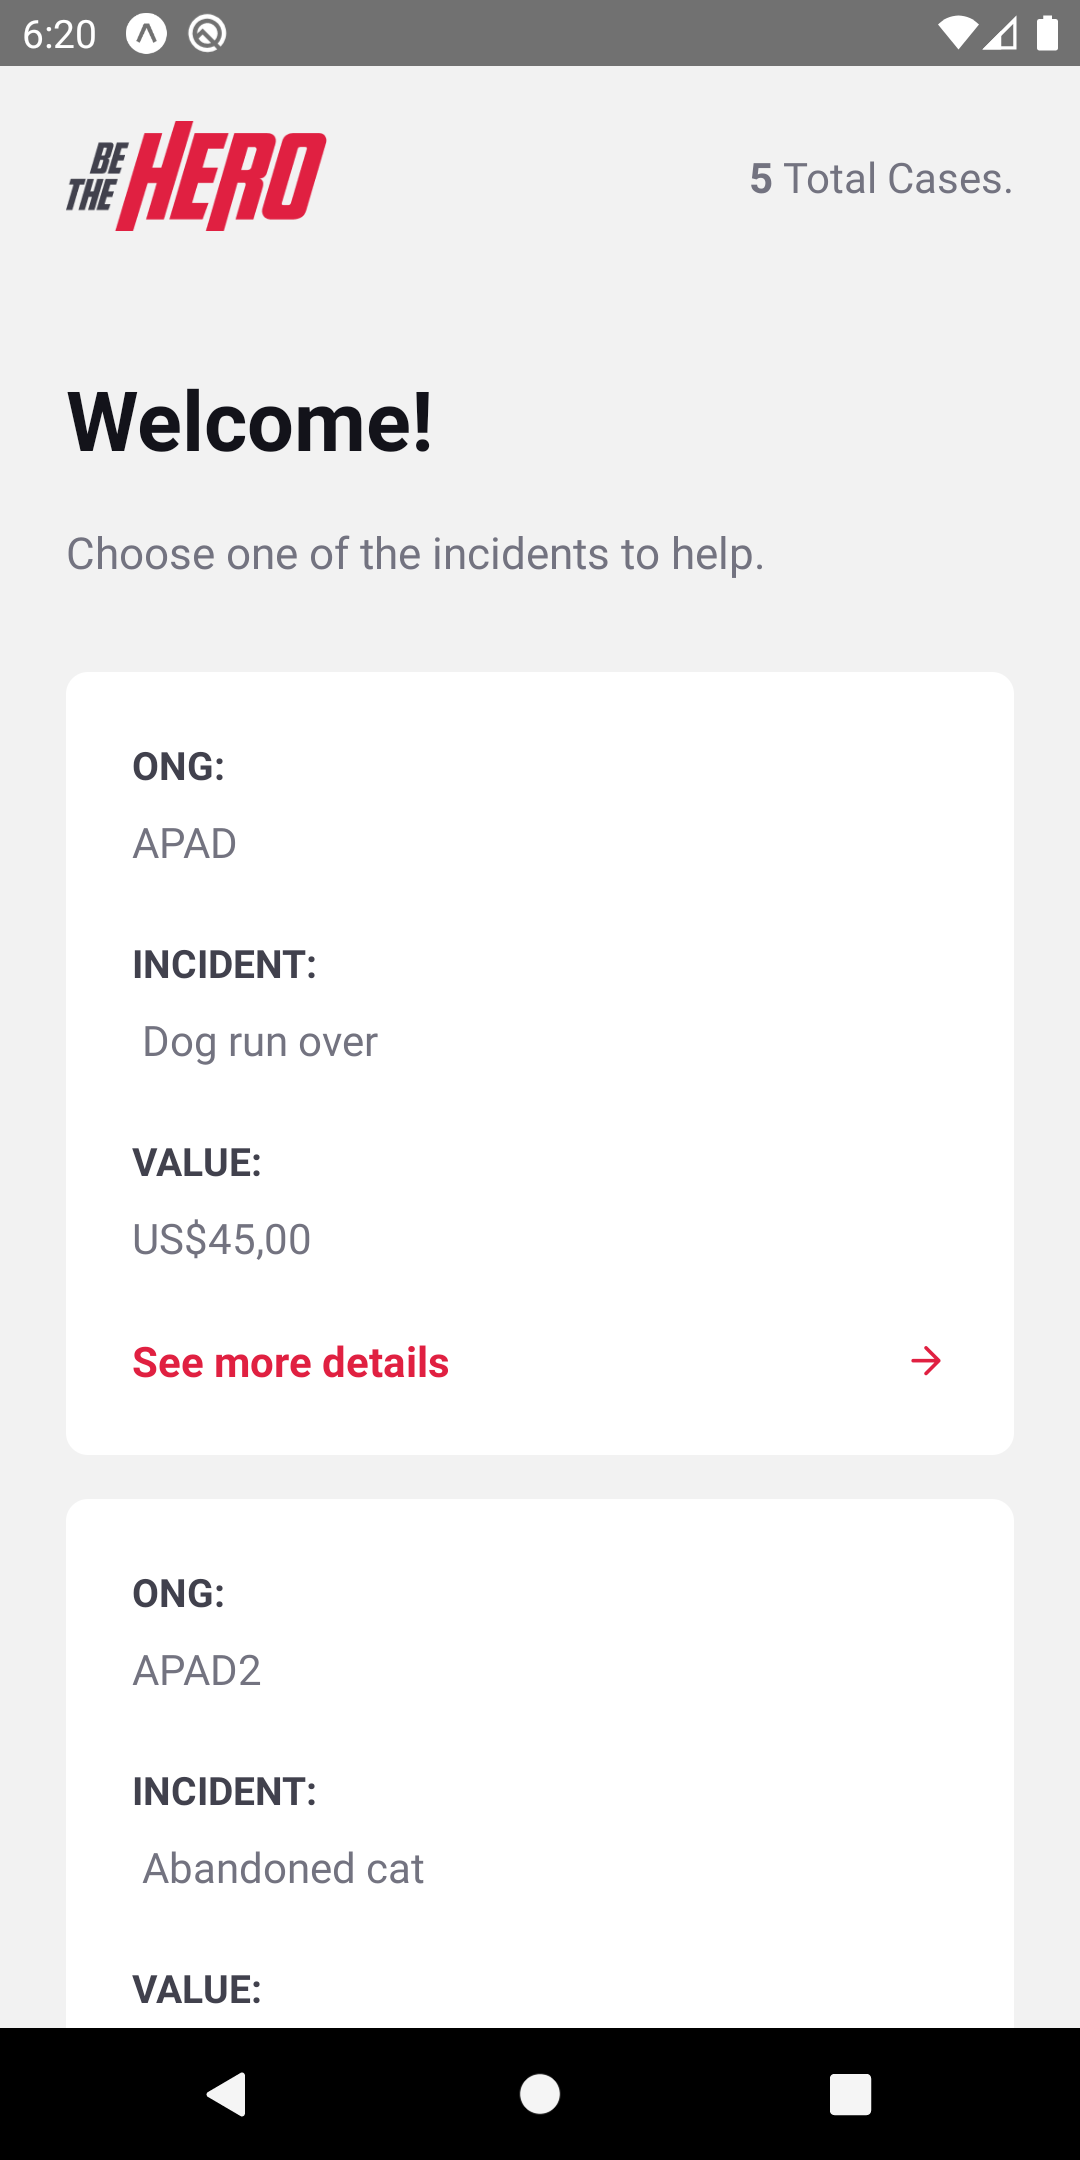 6:20
BE
THE HERO
5 Total Cases.
Welcome!
Choose one of the incidents to help.
ONG:
APAD
INCIDENT:
Dog run over
VALUE:
US$45,00
See more details
ONG:
APAD2
INCIDENT:
Abandoned cat
VALUE: